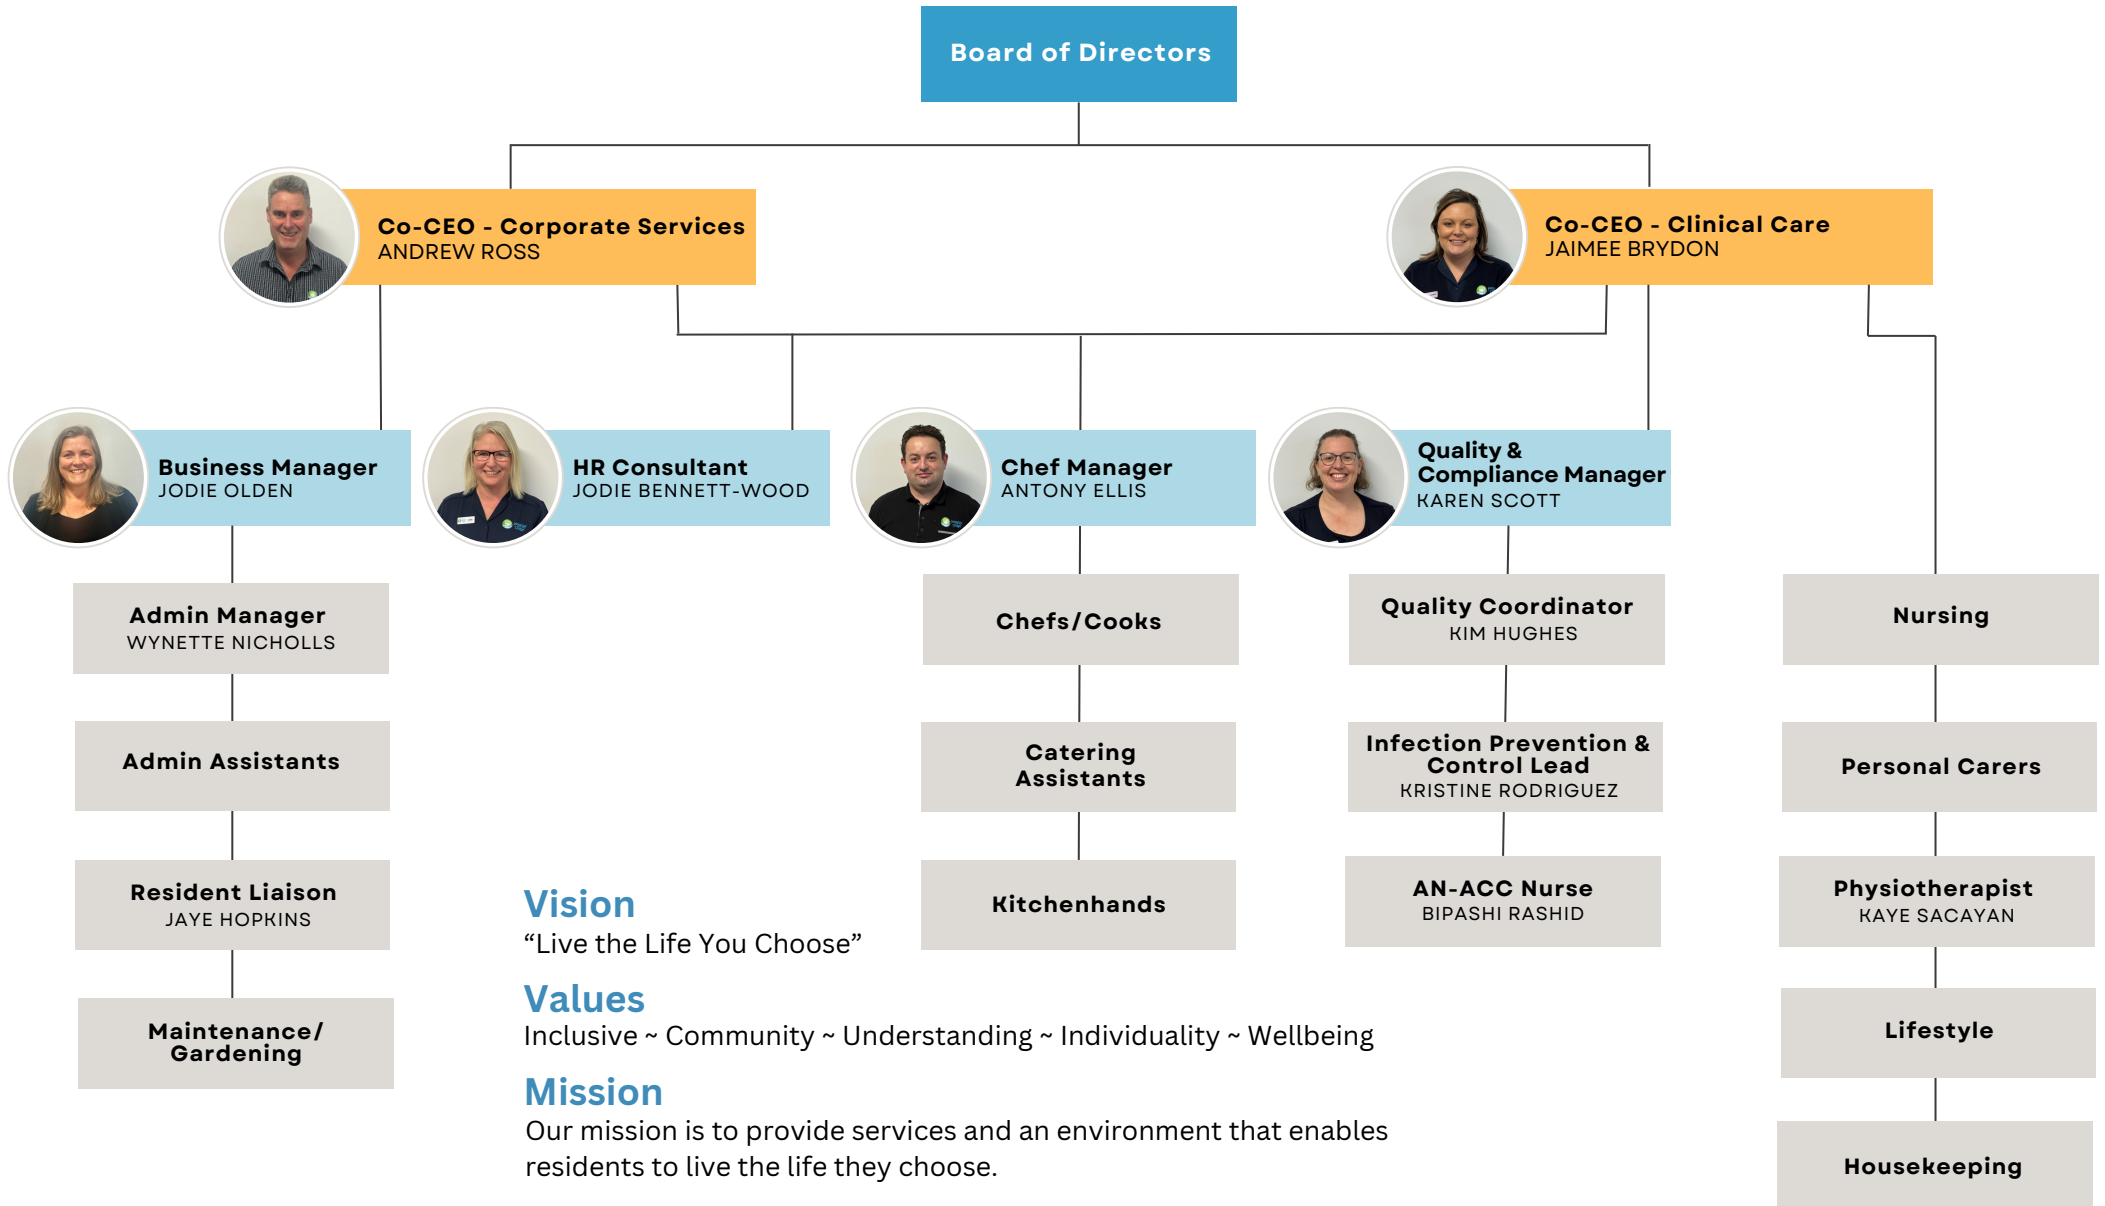 Board of Directors
Co-CEO - Corporate Services
ANDREW ROSS
Co-CEO - Clinical Care
JAIMEE BRYDON
Business Manager
JODIE OLDEN
HR Consultant
JODIE BENNETT-WOOD
Chef Manager
ANTONY ELLIS
Quality &
Compliance Manager
KAREN SCOTT
Admin Manager
WYNETTE NICHOLLS
Admin Assistants
Resident Liaison
JAYE HOPKINS
Maintenance/
Gardening
Chefs/Cooks
Catering
Assistants
Kitchenhands
Quality Coordinator
KIM HUGHES
Infection Prevention &
Control Lead
KRISTINE RODRIGUEZ
AN-ACC Nurse
BIPASHI RASHID
Nursing
Personal Carers
Physiotherapist
KAYE SACAYAN
Lifestyle
Housekeeping
Vision
“Live the Life You Choose”
Values
Inclusive ~ Community ~ Understanding ~ Individuality ~ Wellbeing
Mission
Our mission is to provide services and an environment that enables
residents to live the life they choose.